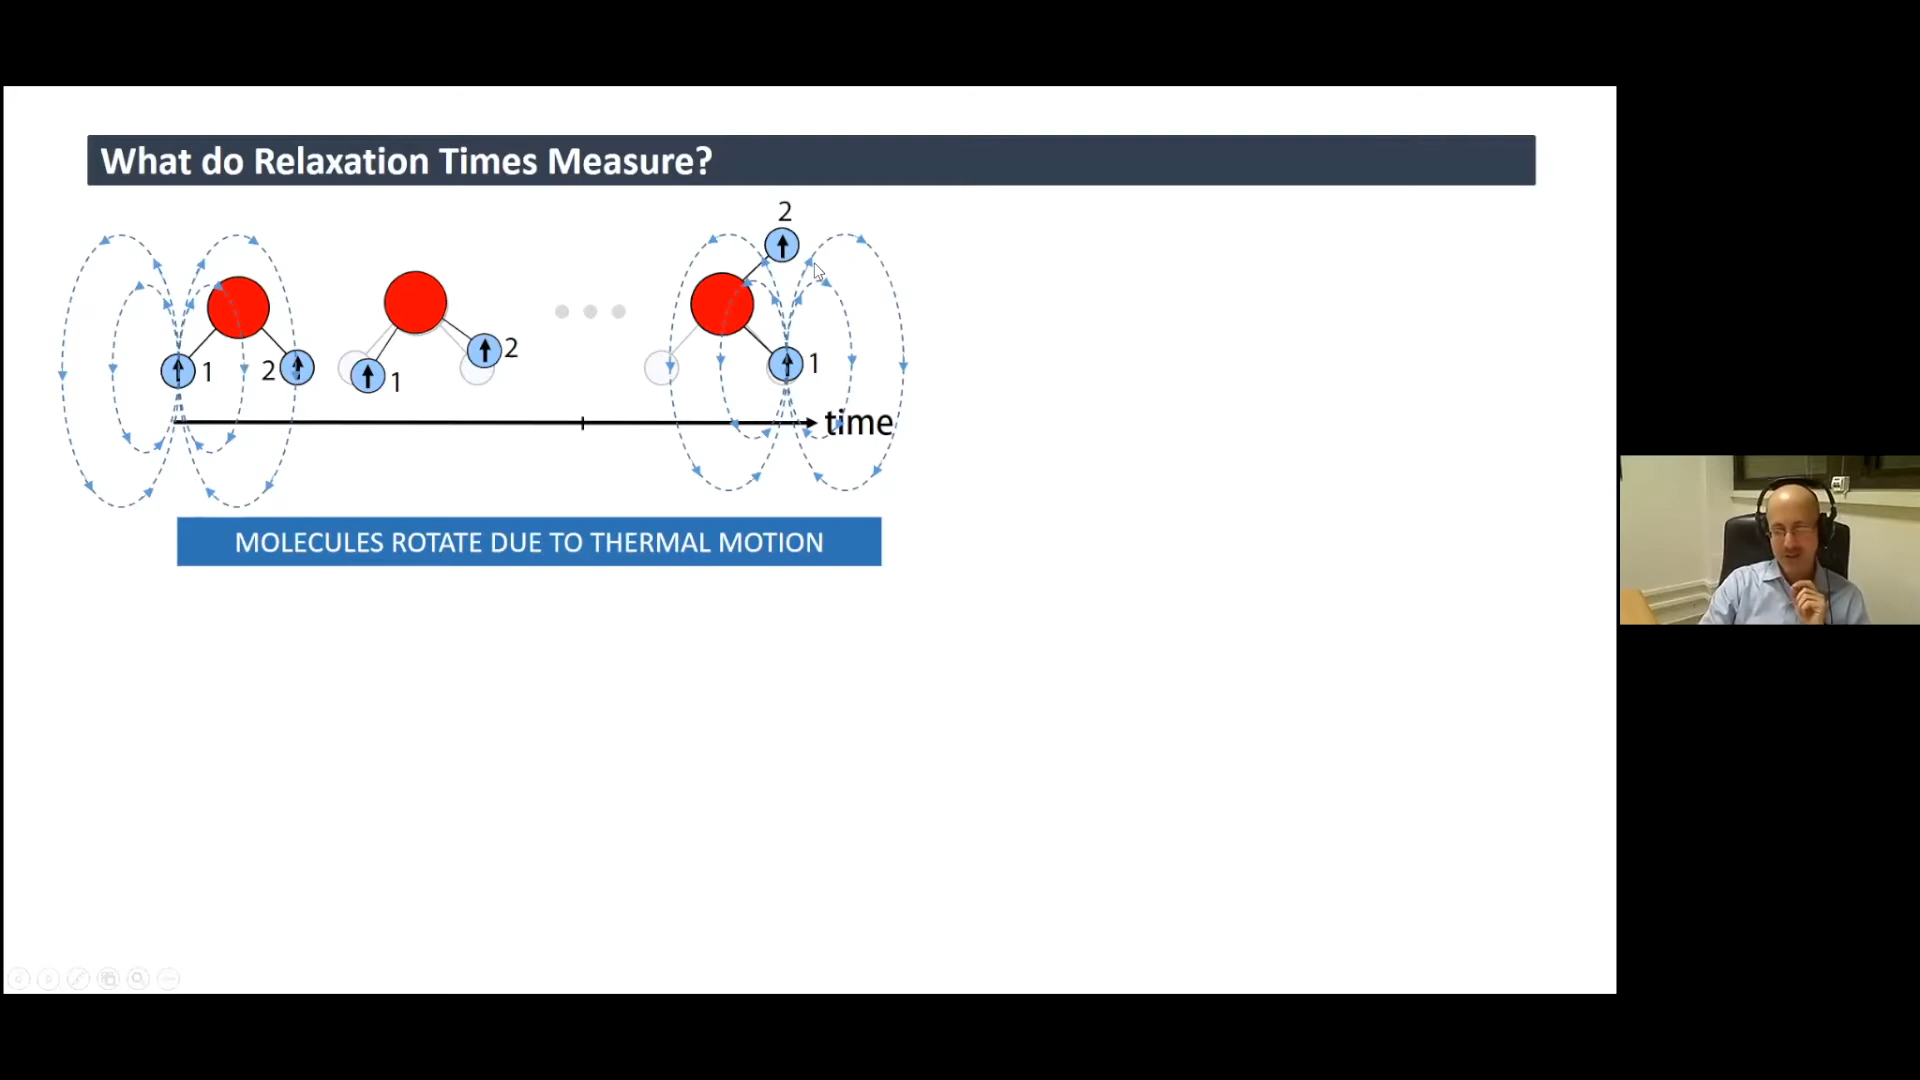 What do Relaxation Times Measure?
2
1
2
2
1
1
time
MOLECULES ROTATE DUE TO THERMAL MOTION